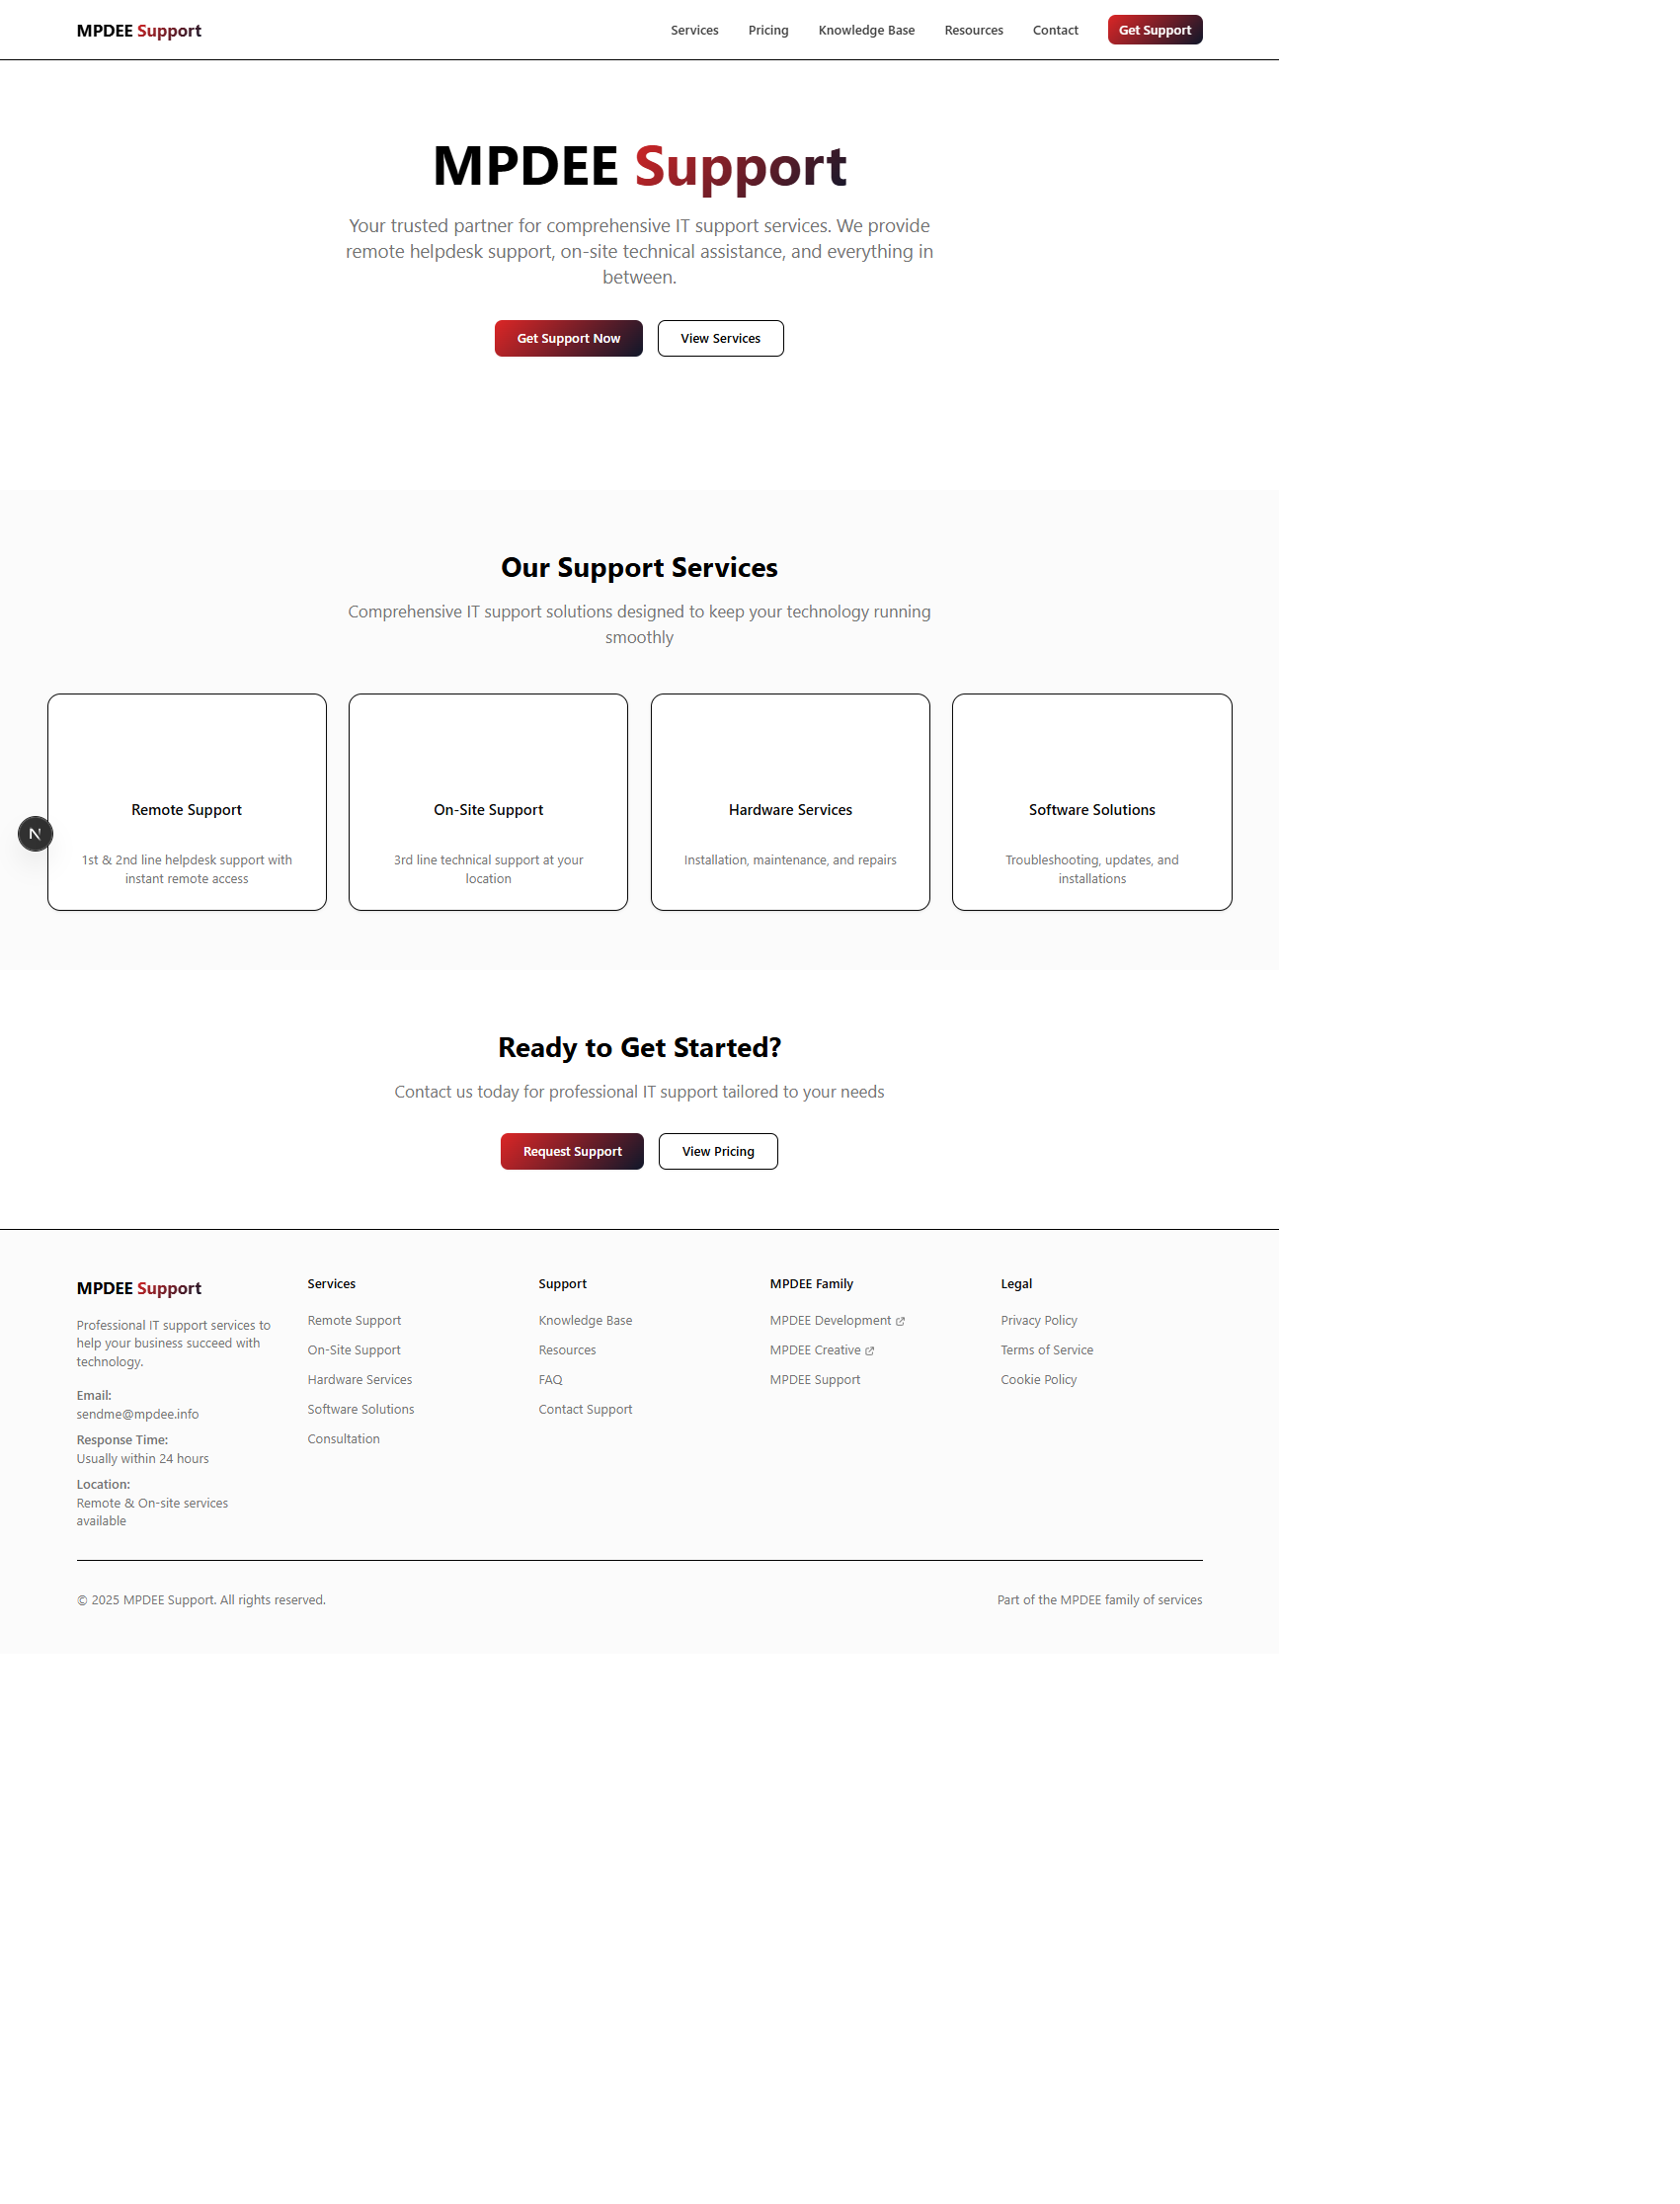 MPDEE Support
Services
Pricing
Knowledge Base
Resources
Contact
Get Support
MPDEE Support
Your trusted partner for comprehensive IT support services. We provide
remote helpdesk support, on-site technical assistance, and everything in
between.
Get Support Now
View Services
Our Support Services
Comprehensive IT support solutions designed to keep your technology running
smoothly
Remote Support
1st & 2nd line helpdesk support with
instant remote access
On-Site Support
3rd line technical support at your
location
Hardware Services
Installation, maintenance, and repairs
Software Solutions
Troubleshooting, updates, and
installations
N
Ready to Get Started?
Contact us today for professional IT support tailored to your needs
Request Support
View Pricing
MPDEE Support
Professional IT support services to
help your business succeed with
technology.
Email:
sendme@mpdee.info
Response Time:
Usually within 24 hours
Location:
Remote & On-site services
available
Services
Remote Support
On-Site Support
Hardware Services
Software Solutions
Consultation
Support
Knowledge Base
Resources
FAQ
Contact Support
MPDEE Family
MPDEE Development
MPDEE Creative
MPDEE Support
Legal
Privacy Policy
Terms of Service
Cookie Policy
© 2025 MPDEE Support. All rights reserved.
Part of the MPDEE family of services